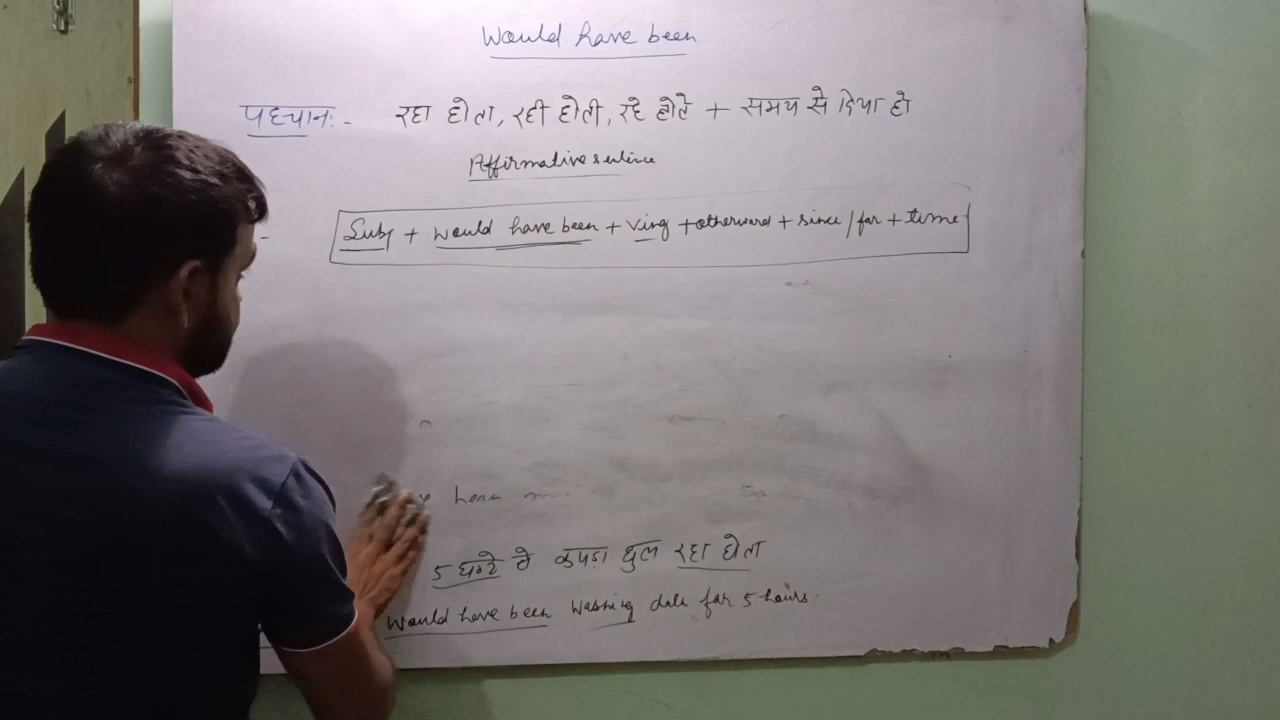 Would have been
पहचान:- रहा होता, रही होती, रहे होते + समय से दिया हो
Affirmative sentence
Sub + would have been + Ving + otherword + since/for + time
5 घण्टे से कपड़ा धुल रहा होता
Would have been Washing for 5 hours.